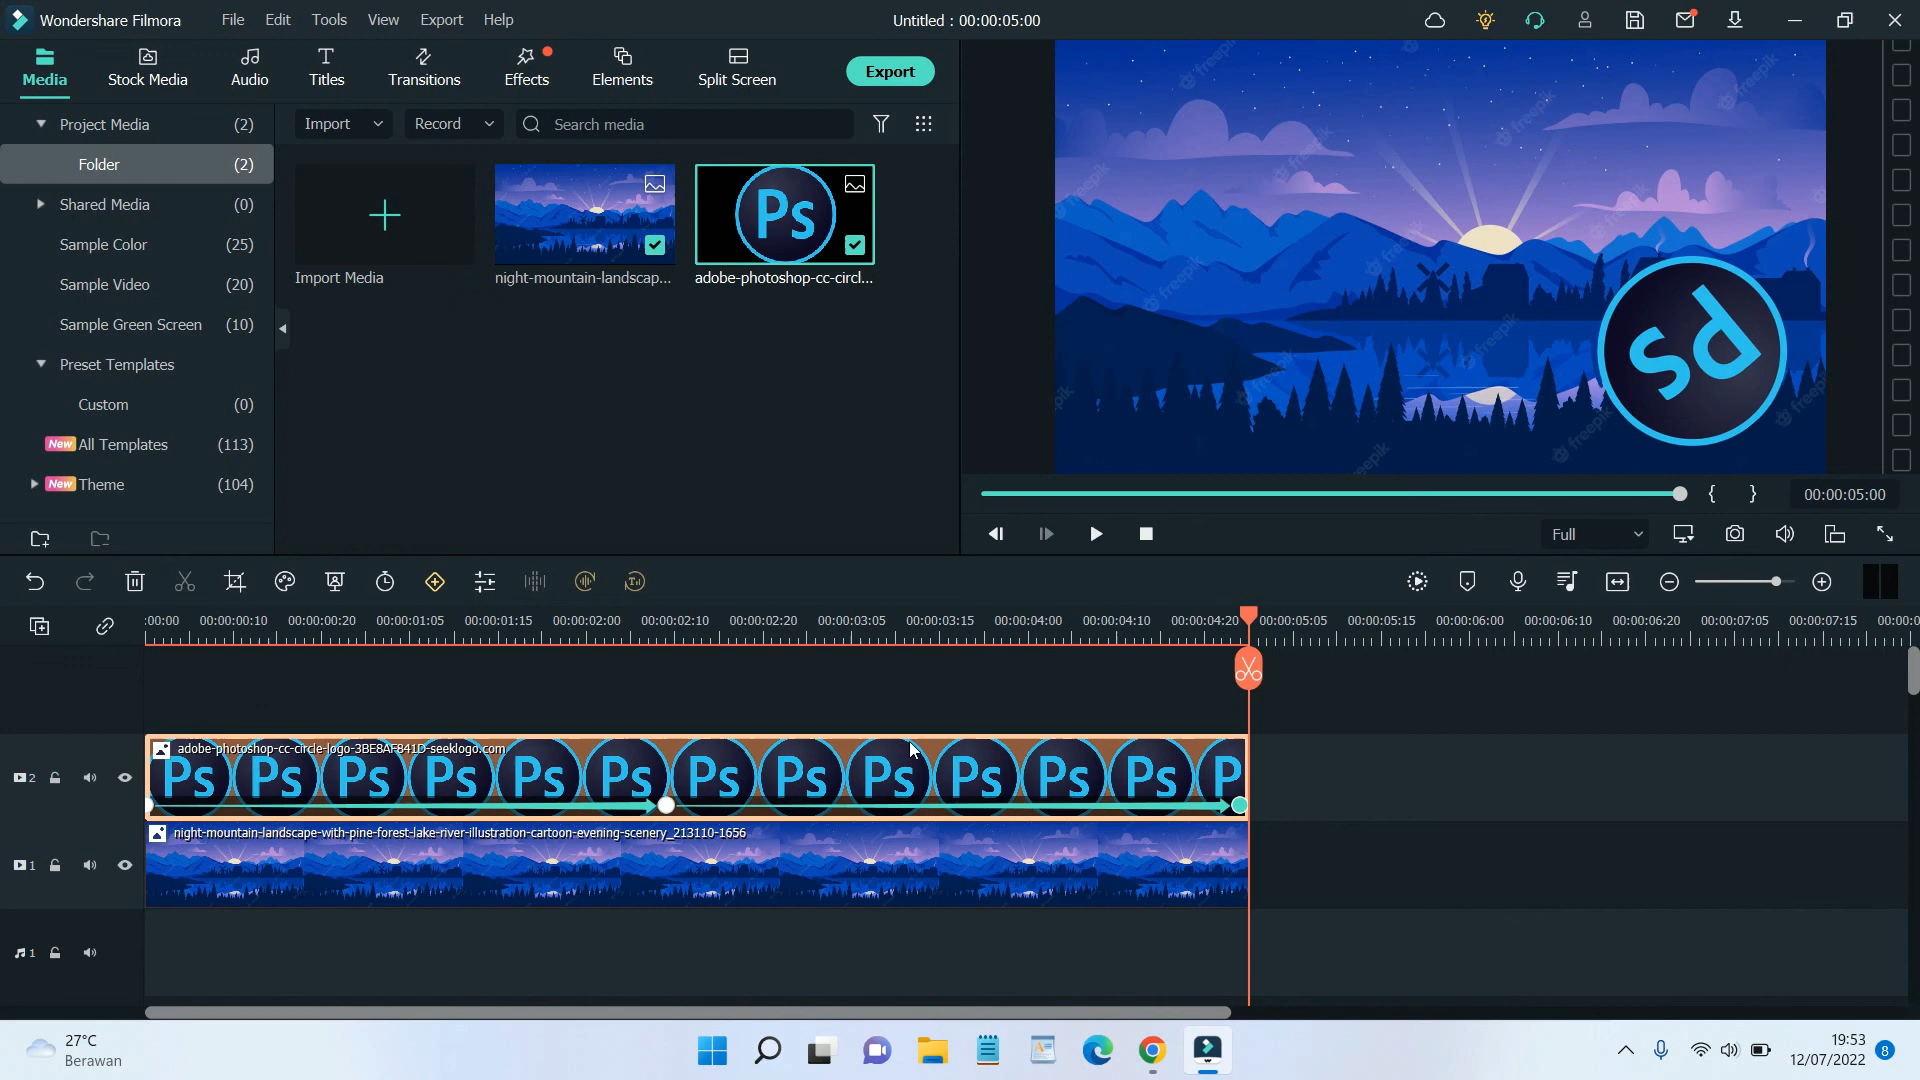 Wondershare Filmora File Edit Tools View Export Help Untitled : 00:00:05:00
Media Stock Media Audio Titles Transitions Effects Elements Split Screen Export
Project Media (2)
Folder (2)
Shared Media (0)
Sample Color (25)
Sample Video (20)
Sample Green Screen (10)
Preset Templates
Custom (0)
New All Templates (113)
New Theme (104)
Import Record Search media
Ps
Import Media night-mountain-landscap... adobe-photoshop-cc-circl...
freepik
Ps
{ } 00:00:05:00
Full
:00:00 00:00:00:10 00:00:00:20 00:00:01:05 00:00:01:15 00:00:02:00 00:00:02:10 00:00:02:20 00:00:03:05 00:00:03:15 00:00:04:00 00:00:04:10 00:00:04:20 00:00:05:05 00:00:05:15 00:00:06:00 00:00:06:10 00:00:06:20 00:00:07:05 00:00:07:15 00:00:0
adobe-photoshop-cc-circle-logo-3BE8AF841D-seeklogo.com
2 Ps Ps Ps Ps Ps Ps Ps Ps Ps Ps Ps Ps P
night-mountain-landscape-with-pine-forest-lake-river-illustration-cartoon-evening-scenery_213110-1656
1
1
27°C
Berawan
19:53
12/07/2022 8